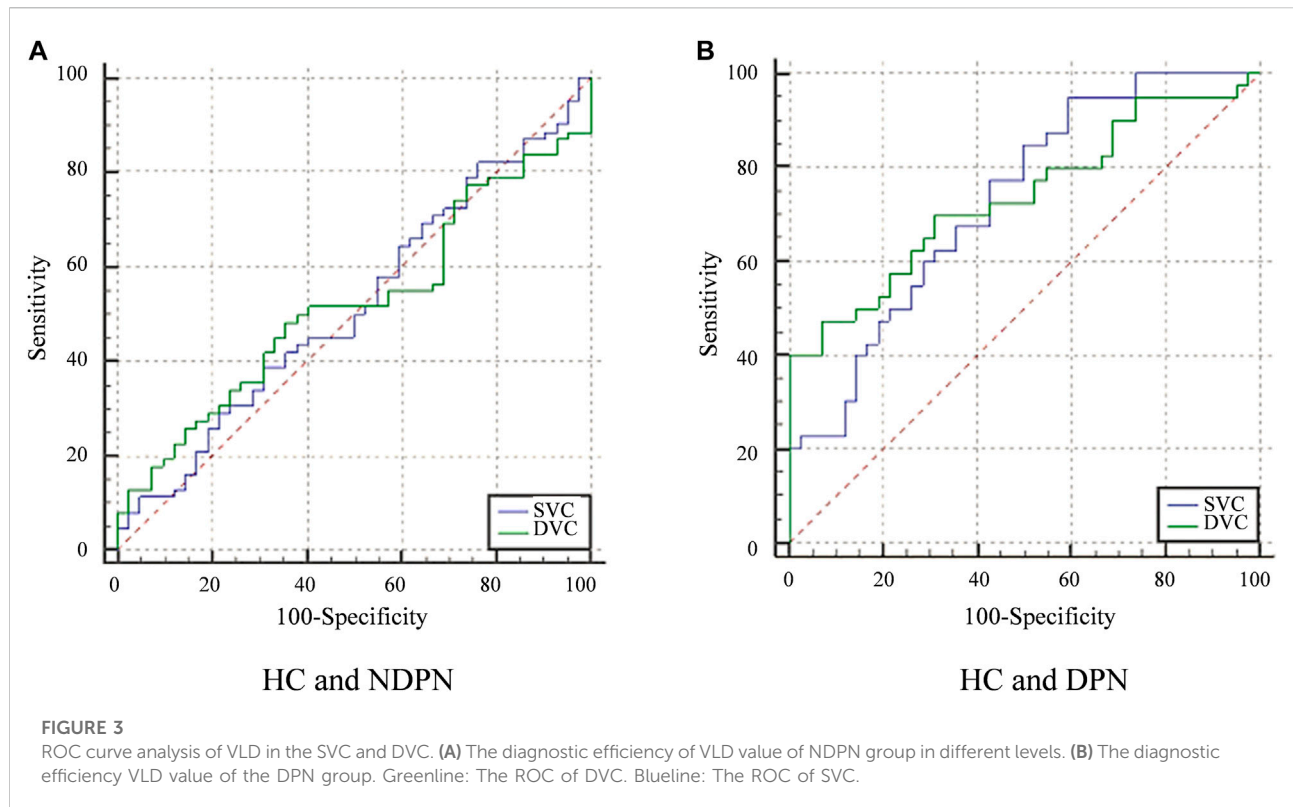 A
B
100
80
60
40
20
0
Sensitivity
SVC
DVC
0 20 40 60 80 100
100-Specificity
HC and NDPN
100
80
60
40
20
0
Sensitivity
SVC
DVC
0 20 40 60 80 100
100-Specificity
HC and DPN
FIGURE 3
ROC curve analysis of VLD in the SVC and DVC. (A) The diagnostic efficiency of VLD value of NDPN group in different levels. (B) The diagnostic
efficiency VLD value of the DPN group. Greenline: The ROC of DVC. Blueline: The ROC of SVC.